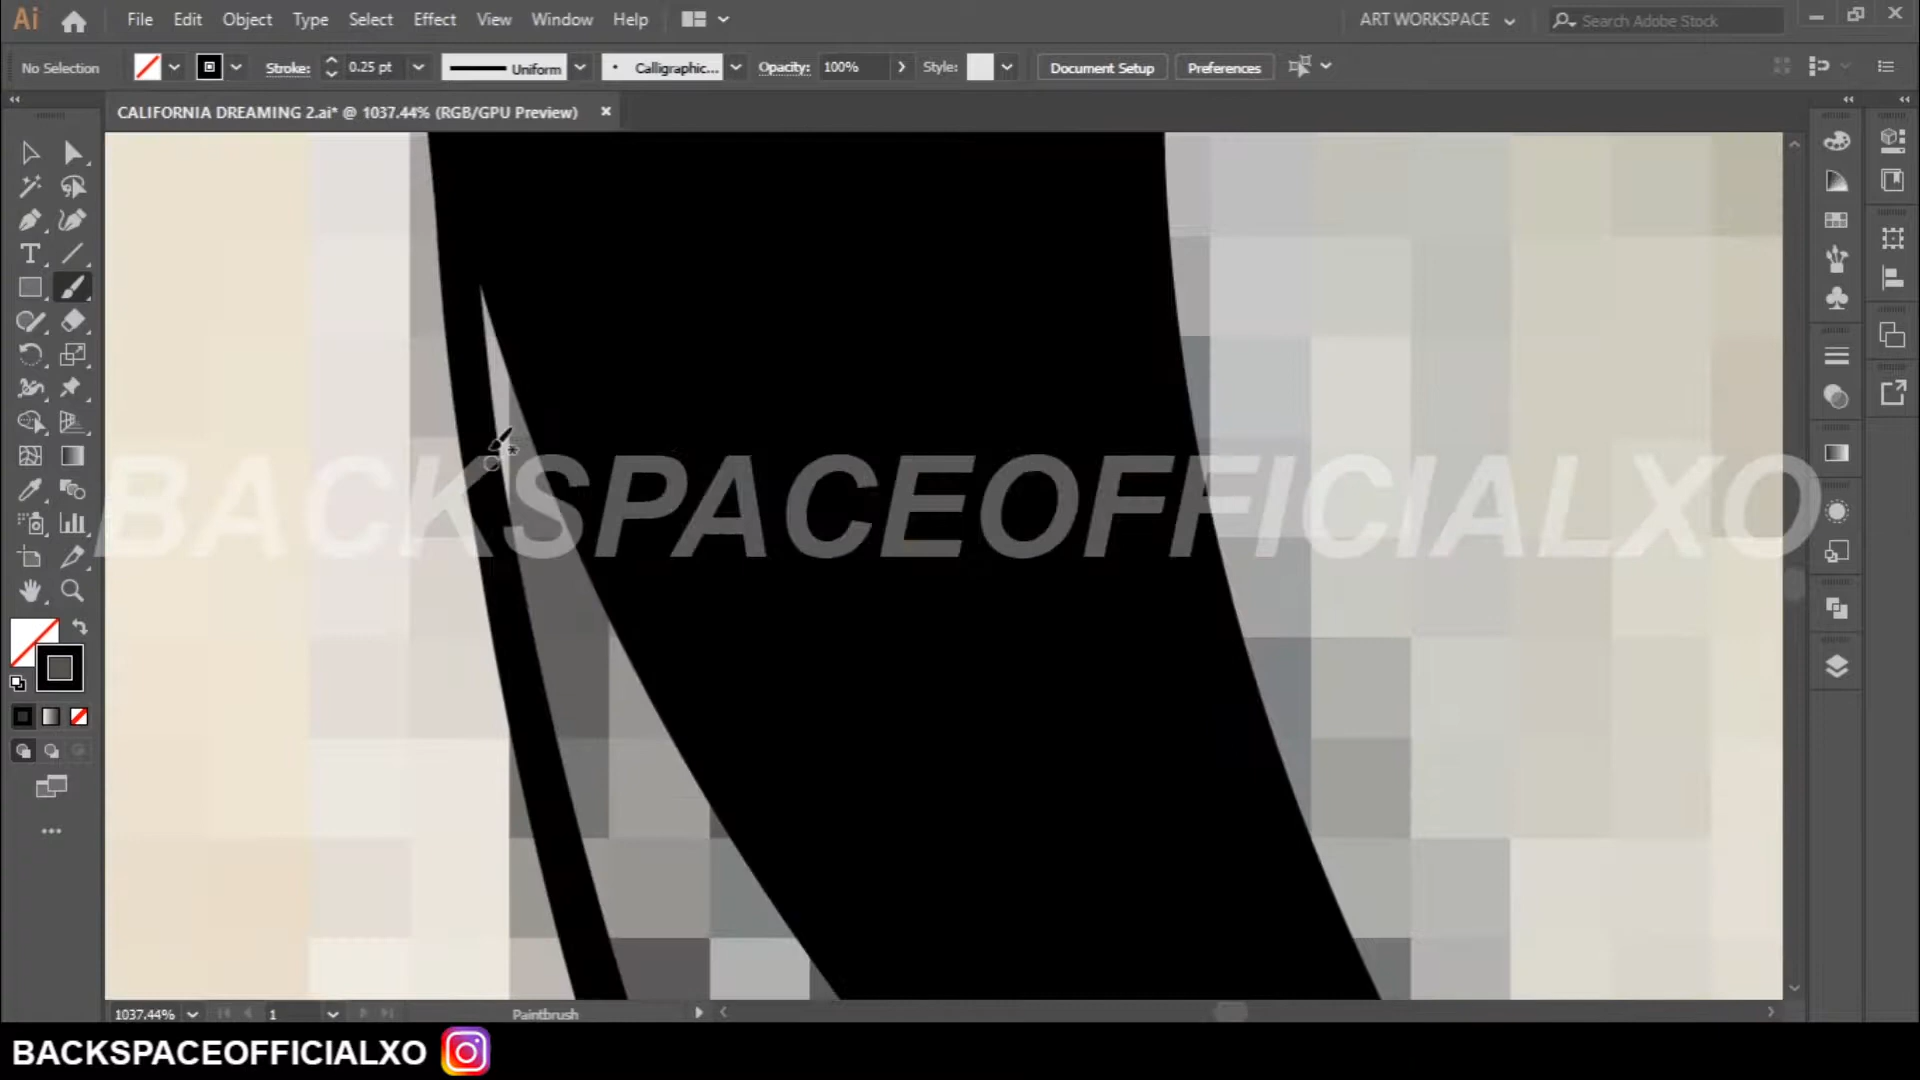 Ai File Edit Object Type Select Effect View Window Help ART WORKSPACE Search Adobe Stock
No Selection Stroke: 0.25 pt Uniform Calligraphic... Opacity: 100% Style: Document Setup Preferences
CALIFORNIA DREAMING 2.ai* @ 1037.44% (RGB/GPU Preview)
BACKSPACEOFFICIALXO
1037.44% 1 Paintbrush
BACKSPACEOFFICIALXO